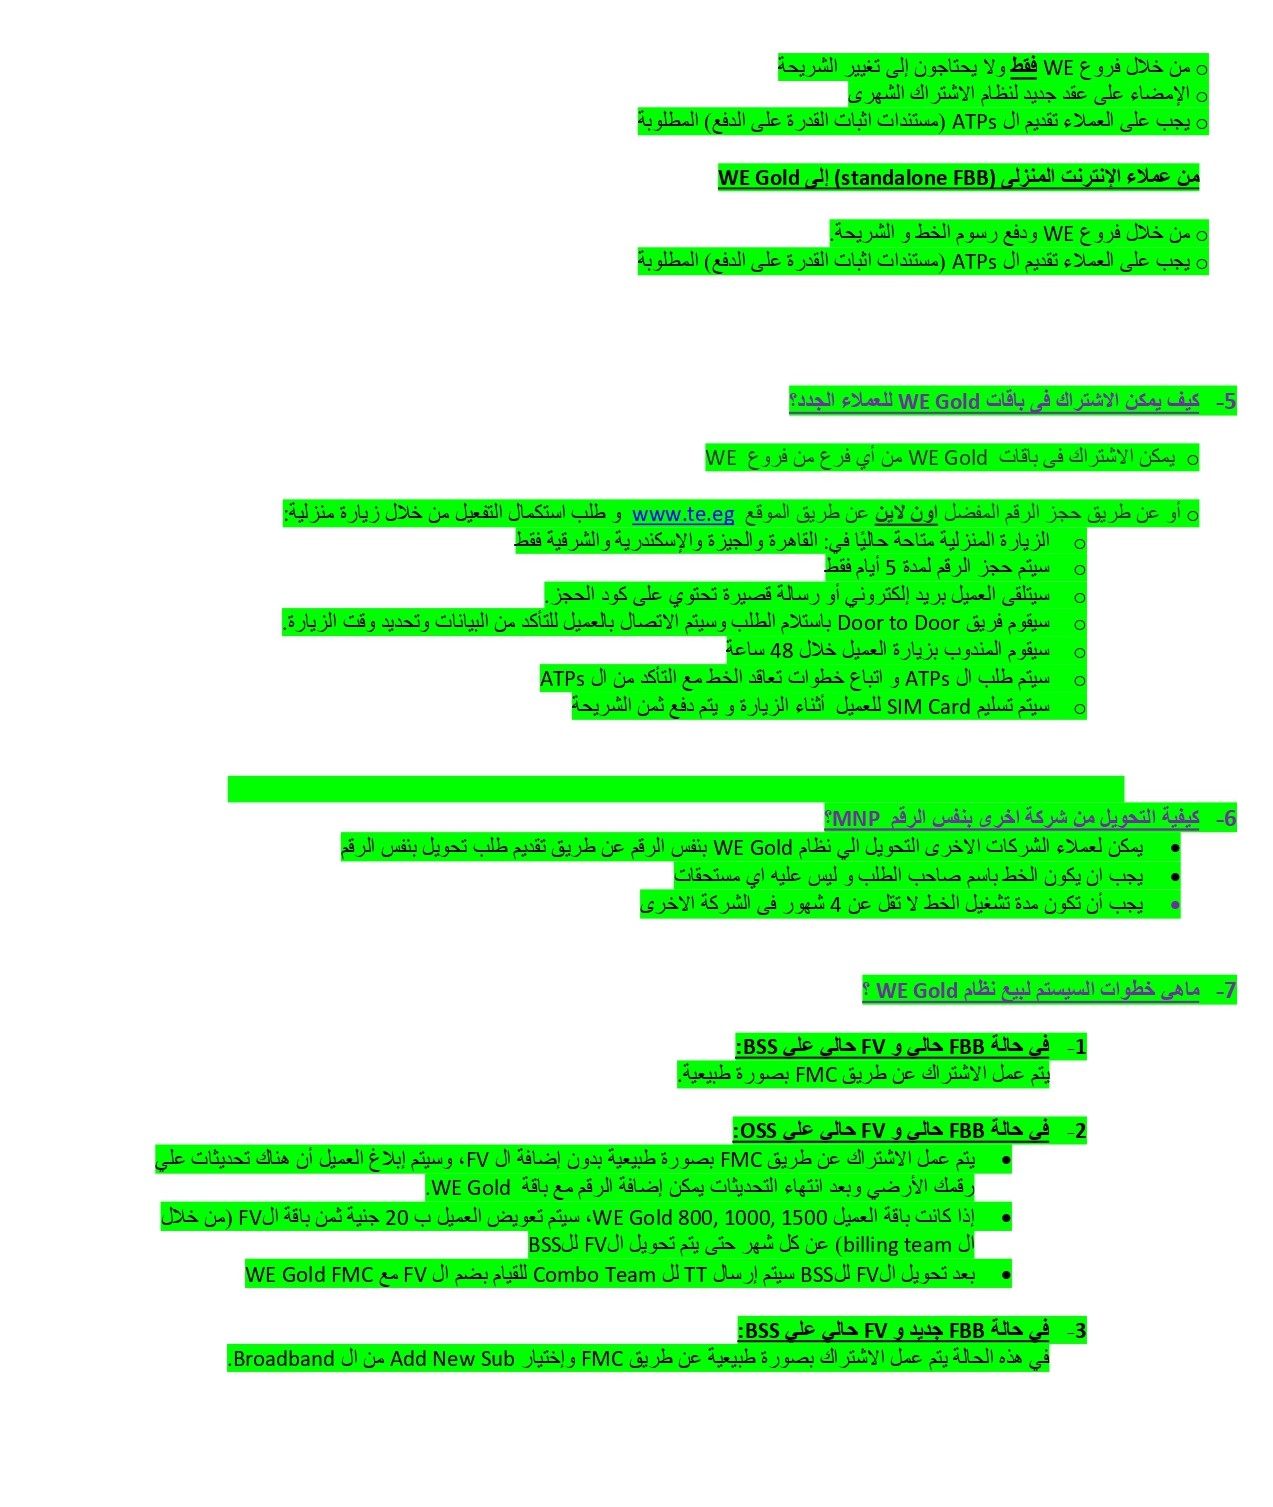 o من خلال فروع WE فقط ولا يحتاجون إلى تغيير الشريحة
o الإمضاء على عقد جديد لنظام الاشتراك الشهرى
o يجب على العملاء تقديم ال ATPs (مستندات اثبات القدرة على الدفع) المطلوبة
من عملاء الإنترنت المنزلى (standalone FBB) إلى WE Gold
o من خلال فروع WE ودفع رسوم الخط و الشريحة.
o يجب على العملاء تقديم ال ATPs (مستندات اثبات القدرة على الدفع) المطلوبة
5- كيف يمكن الاشتراك فى باقات WE Gold للعملاء الجدد؟
o يمكن الاشتراك فى باقات WE Gold من أي فرع من فروع WE
o أو عن طريق حجز الرقم المفضل اون لاين عن طريق الموقع www.te.eg و طلب استكمال التفعيل من خلال زيارة منزلية:
o الزيارة المنزلية متاحة حاليًا في: القاهرة والجيزة والإسكندرية والشرقية فقط
o سيتم حجز الرقم لمدة 5 أيام فقط
o سيتلقى العميل بريد إلكتروني أو رسالة قصيرة تحتوي على كود الحجز.
o سيقوم فريق Door to Door باستلام الطلب وسيتم الاتصال بالعميل للتأكد من البيانات وتحديد وقت الزيارة.
o سيقوم المندوب بزيارة العميل خلال 48 ساعة
o سيتم طلب ال ATPs و اتباع خطوات تعاقد الخط مع التأكد من ال ATPs
o سيتم تسليم SIM Card للعميل أثناء الزيارة و يتم دفع ثمن الشريحة
6- كيفية التحويل من شركة اخرى بنفس الرقم MNP؟
• يمكن لعملاء الشركات الاخرى التحويل الي نظام WE Gold بنفس الرقم عن طريق تقديم طلب تحويل بنفس الرقم
• يجب ان يكون الخط باسم صاحب الطلب و ليس عليه اي مستحقات
• يجب أن تكون مدة تشغيل الخط لا تقل عن 4 شهور فى الشركة الاخرى
7- ماهي خطوات السيستم لبيع نظام WE Gold ؟
1- في حالة FBB حالي و FV حالي علي BSS:
يتم عمل الاشتراك عن طريق FMC بصورة طبيعية.
2- في حالة FBB حالي و FV حالي علي OSS:
• يتم عمل الاشتراك عن طريق FMC بصورة طبيعية بدون إضافة ال FV، وسيتم إبلاغ العميل أن هناك تحديثات علي
رقمك الأرضي وبعد انتهاء التحديثات يمكن إضافة الرقم مع باقة WE Gold.
• إذا كانت باقة العميل WE Gold 800, 1000, 1500، سيتم تعويض العميل ب 20 جنية ثمن باقة الFV (من خلال
ال billing team) عن كل شهر حتى يتم تحويل الFV للBSS
• بعد تحويل الFV للBSS سيتم إرسال TT لل Combo Team للقيام بضم ال FV مع WE Gold FMC
3- في حالة FBB جديد و FV حالي علي BSS:
في هذه الحالة يتم عمل الاشتراك بصورة طبيعية عن طريق FMC وإختيار Add New Sub من ال Broadband.